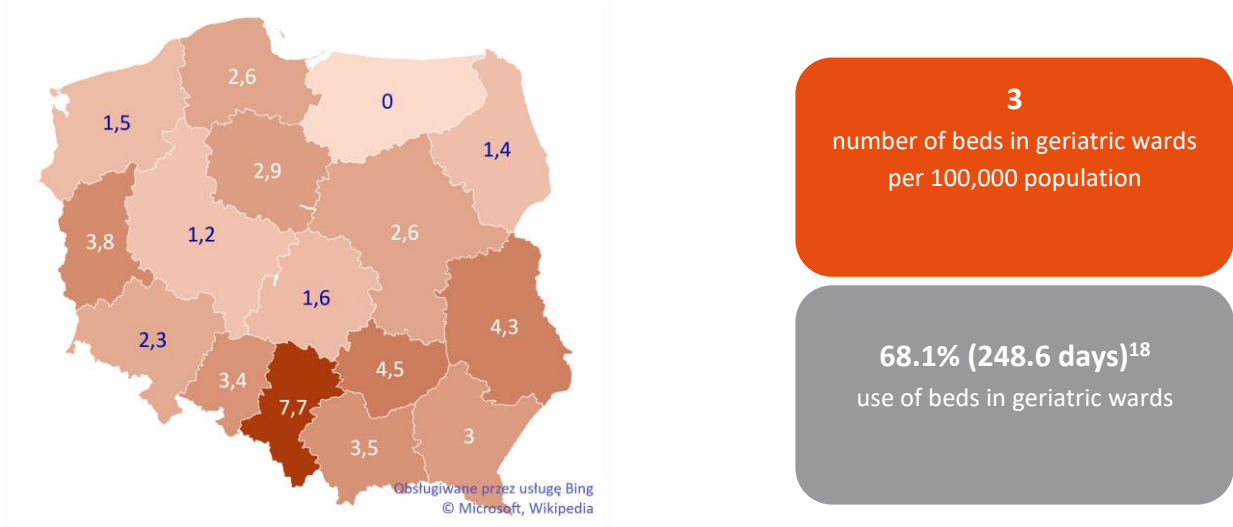 2,6
0
1,5
1,4
2,9
3,8
1,2
2,6
1,6
2,3
4,3
3,4
4,5
7,7
3,5
3
Obsługiwane przez usługę Bing
© Microsoft, Wikipedia
3
number of beds in geriatric wards
per 100,000 population
68.1% (248.6 days)18
use of beds in geriatric wards